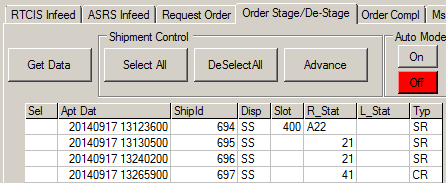 RTCIS Infeed ASRS Infeed Request Order Order Stage/De-Stage Order Compl Ms
Shipment Control Auto Mode
Get Data Select All DeSelectAll Advance On
Off
Sel Apt Dat ShipId Disp Slot R_Stat L_Stat Typ
20140917 13123600 694 SS 400 A22 SR
20140917 13130500 695 SS 21 SR
20140917 13240200 696 SS 21 SR
20140917 13265900 697 SS 41 CR